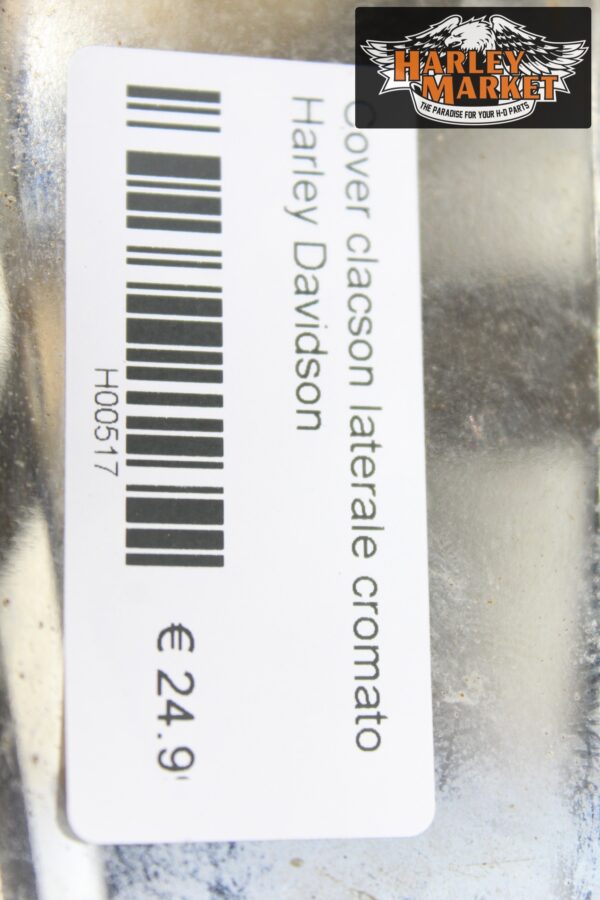 HARLEY
MARKET
THE PARADISE FOR YOUR H-D PARTS
Cover clacson laterale cromato
Harley Davidson
H00517
€ 24.9